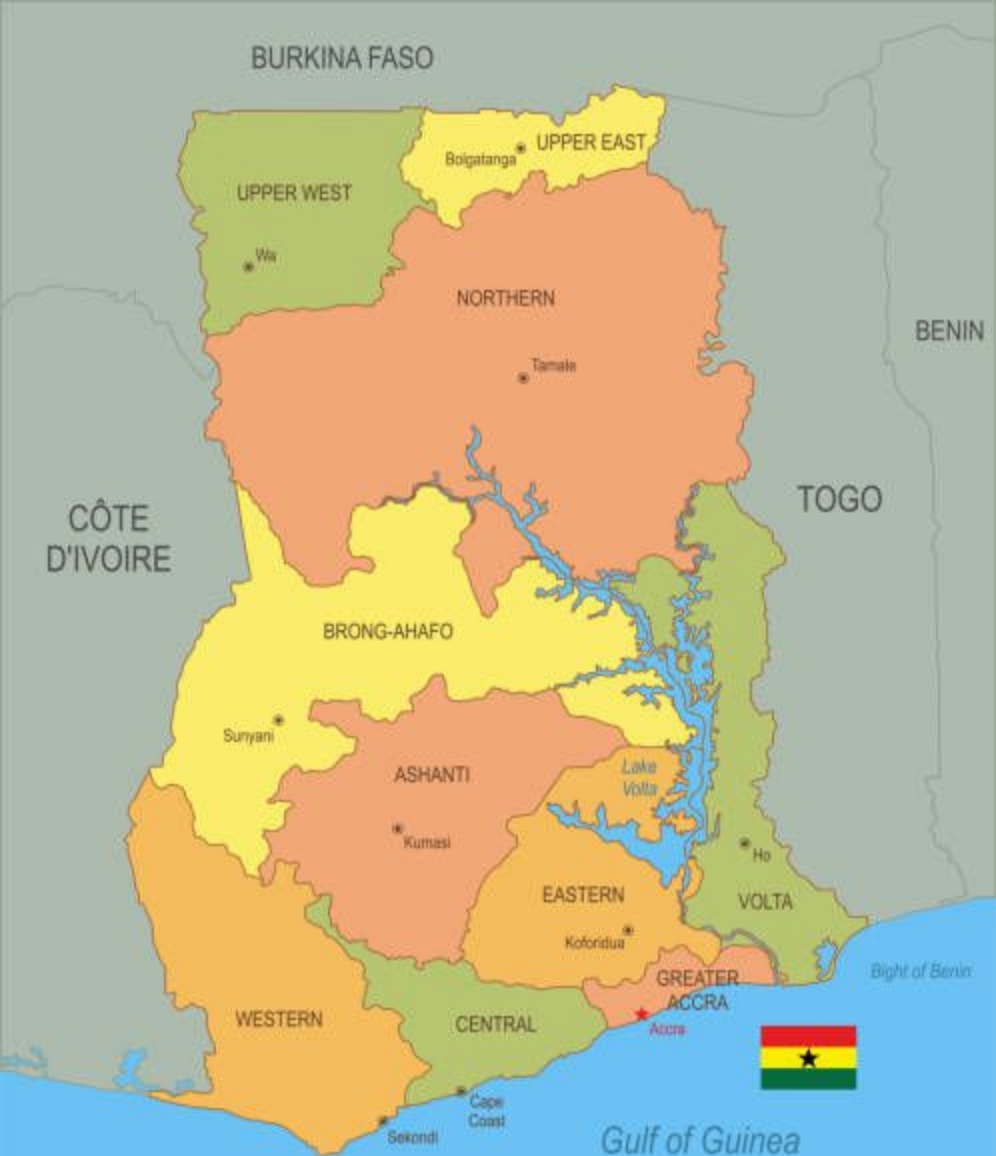 BURKINA FASO
UPPER EAST
Bolgatanga
UPPER WEST
Wa
NORTHERN
BENIN
Tamale
TOGO
CÔTE
D'IVOIRE
BRONG-AHAFO
Sunyani
ASHANTI
Lake
Volta
Kumasi
Ho
EASTERN
VOLTA
Koforidua
Bight of Benin
GREATER
ACCRA
WESTERN
CENTRAL
Accra
Cape
Coast
Sekondi
Gulf of Guinea